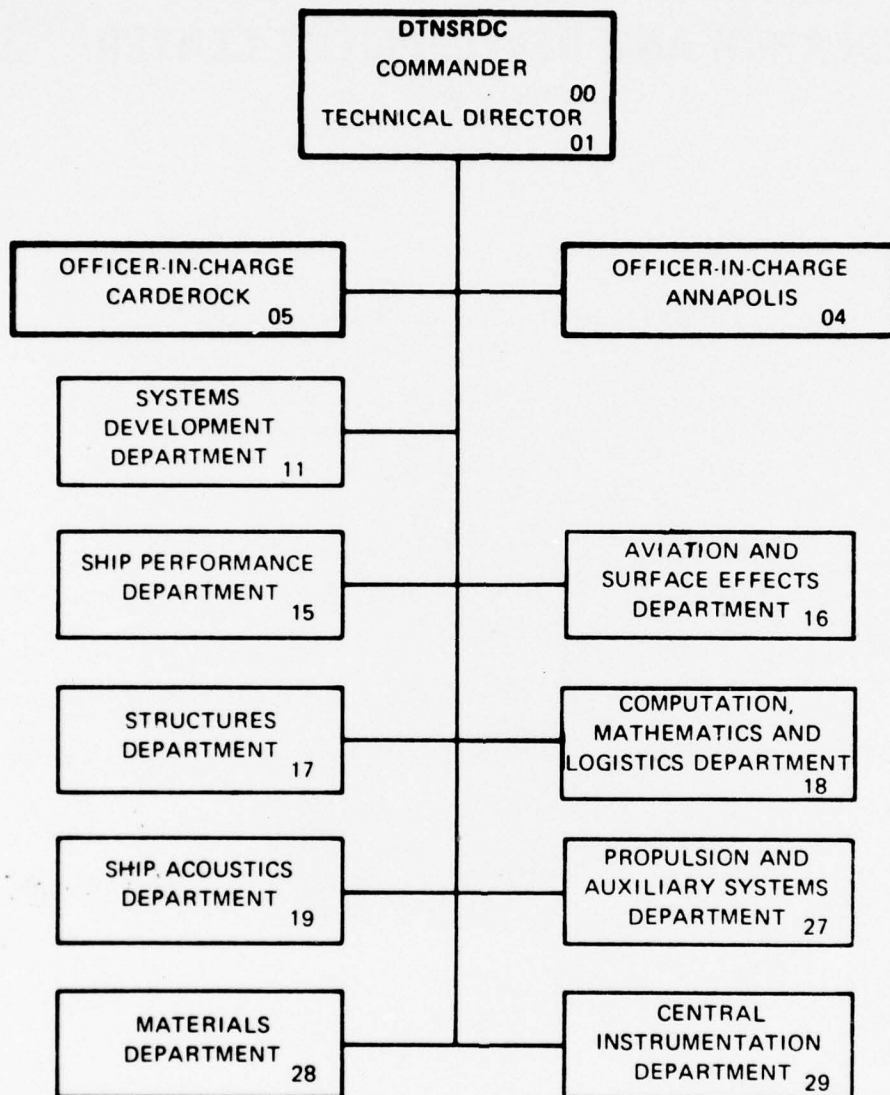 DTNSRDC
COMMANDER
00
TECHNICAL DIRECTOR
01
OFFICER-IN-CHARGE
CARDEROCK
05
OFFICER-IN-CHARGE
ANNAPOLIS
04
SYSTEMS
DEVELOPMENT
DEPARTMENT
11
SHIP PERFORMANCE
DEPARTMENT
15
AVIATION AND
SURFACE EFFECTS
DEPARTMENT
16
STRUCTURES
DEPARTMENT
17
COMPUTATION,
MATHEMATICS AND
LOGISTICS DEPARTMENT
18
SHIP ACOUSTICS
DEPARTMENT
19
PROPULSION AND
AUXILIARY SYSTEMS
DEPARTMENT
27
MATERIALS
DEPARTMENT
28
CENTRAL
INSTRUMENTATION
DEPARTMENT
29